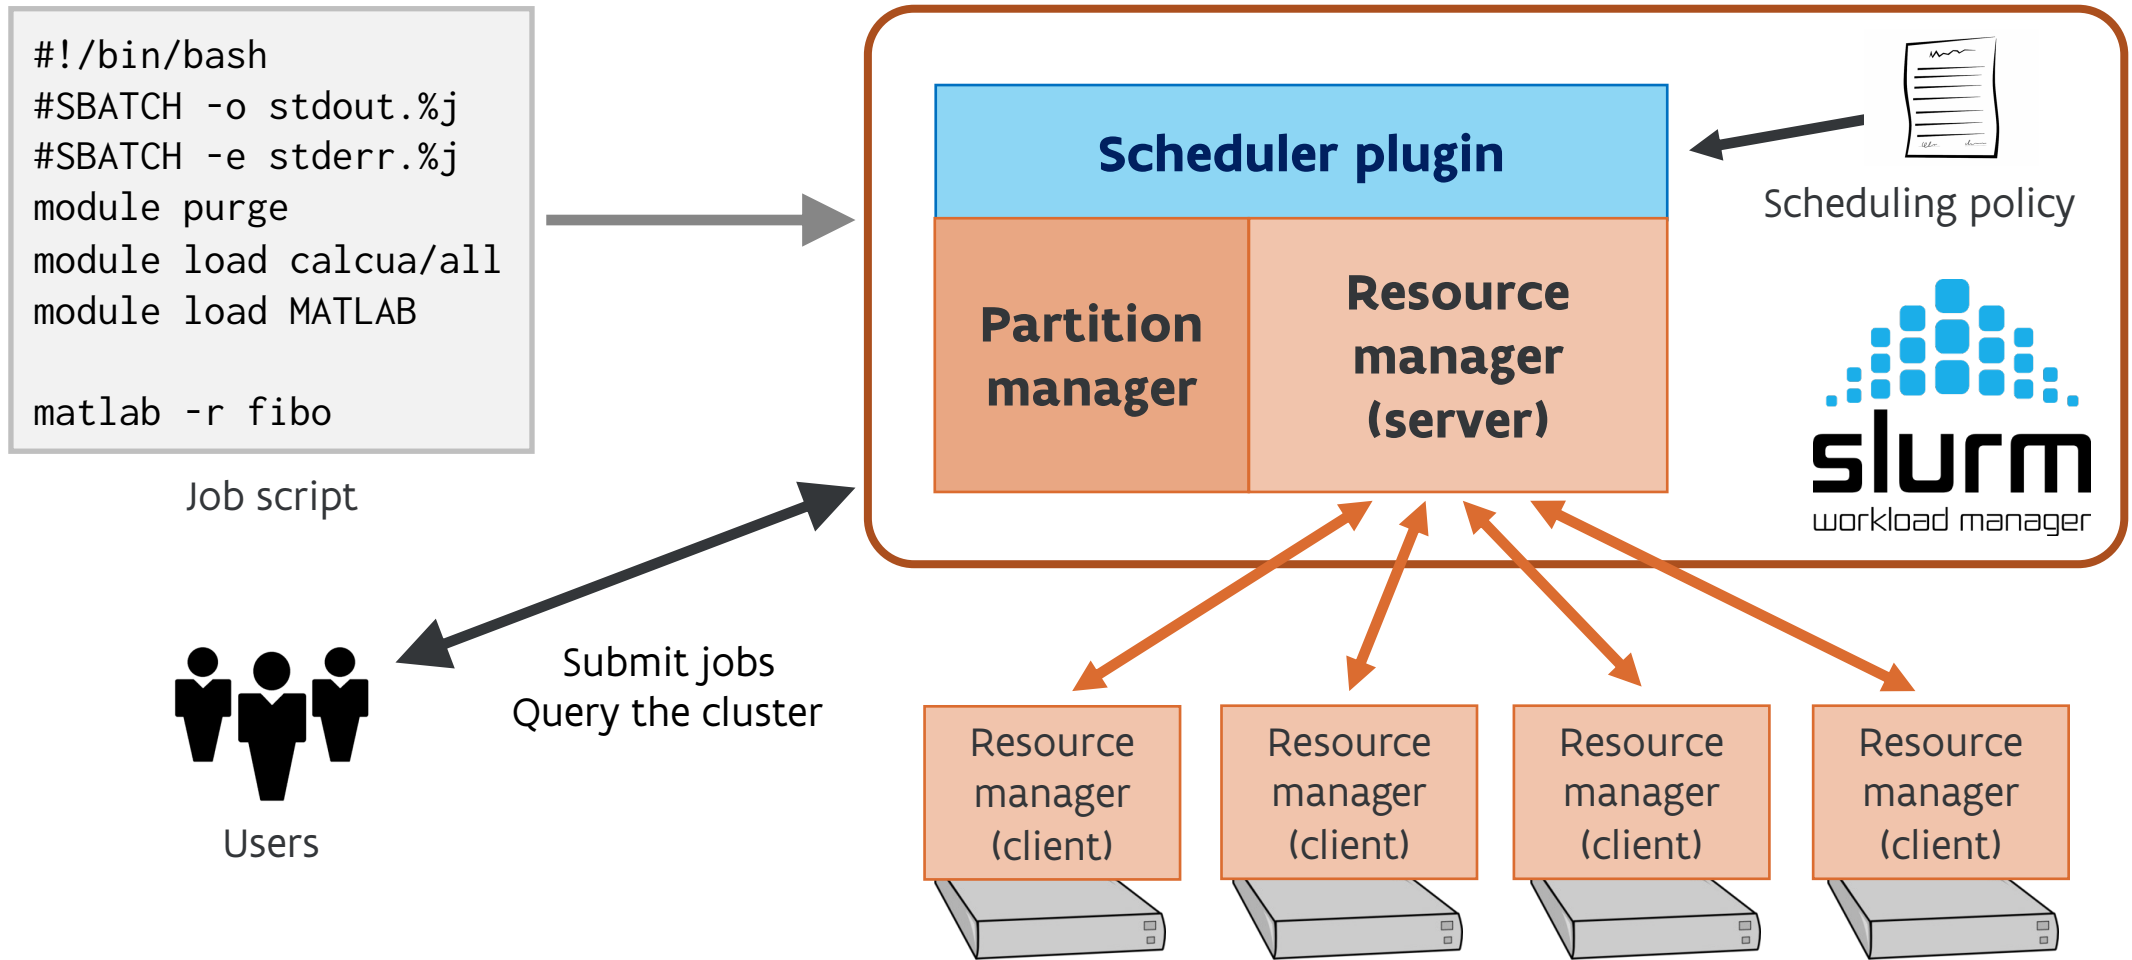 #!/bin/bash
#SBATCH -o stdout.%j
#SBATCH -e stderr.%j
module purge
module load calcua/all
module load MATLAB
matlab -r fibo
Job script
Scheduler plugin
Partition
manager
Resource
manager
(server)
Scheduling policy
slurm
workload manager
Users
Submit jobs
Query the cluster
Resource
manager
(client)
Resource
manager
(client)
Resource
manager
(client)
Resource
manager
(client)